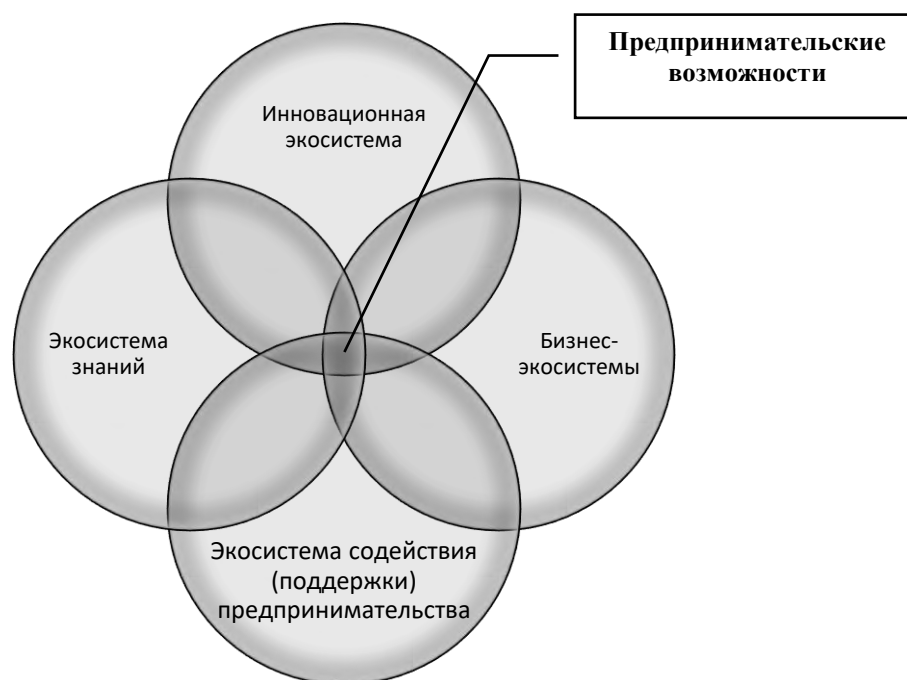 Предпринимательские
возможности
Инновационная
экосистема
Экосистема
знаний
Бизнес-
экосистемы
Экосистема содействия
(поддержки)
предпринимательства